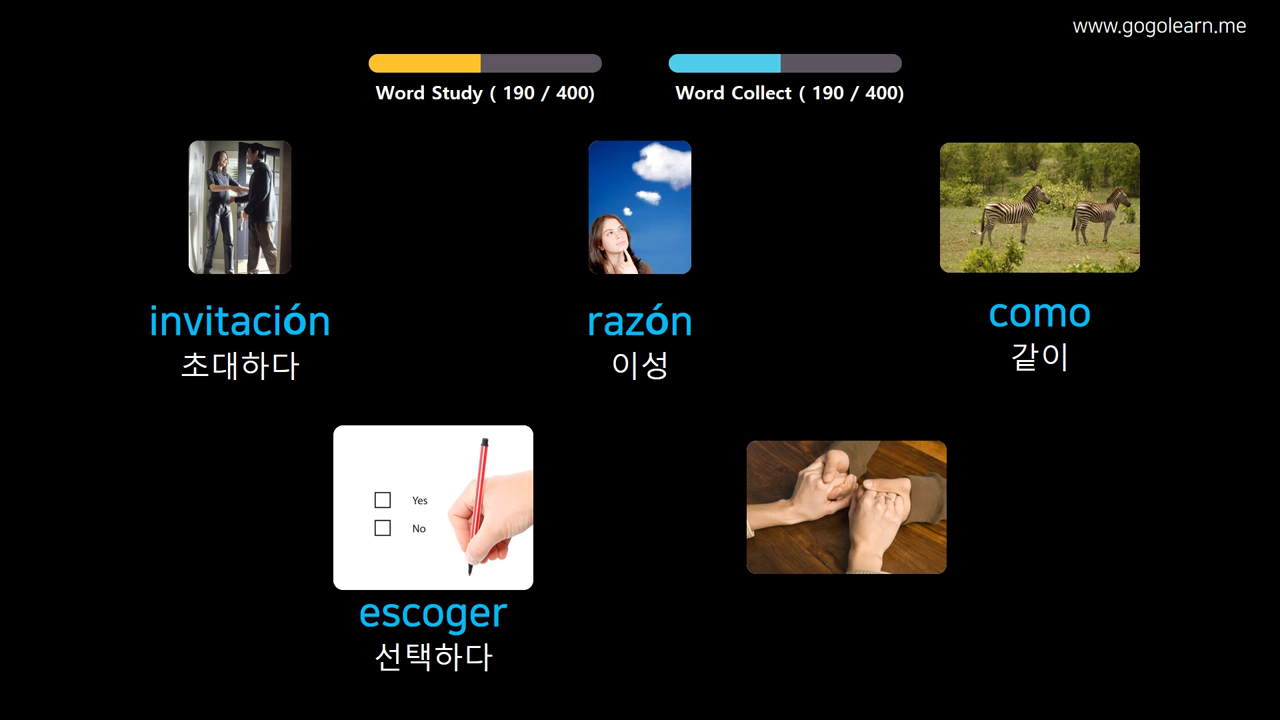 www.gogolearn.me
Word Study ( 190 / 400)
Word Collect ( 190 / 400)
invitación
초대하다
razón
이성
como
같이
Yes
No
escoger
선택하다